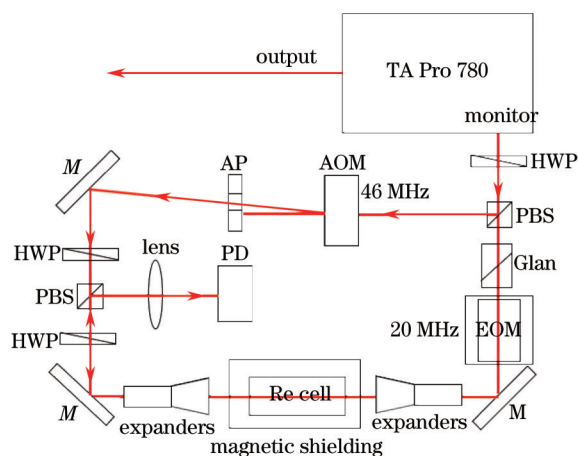 output
TA Pro 780
monitor
M
AP
AOM
46 MHz
HWP
PBS
HWP
lens
PD
Glan
PBS
HWP
20 MHz
EOM
M
expanders
Re cell
expanders
M
magnetic shielding